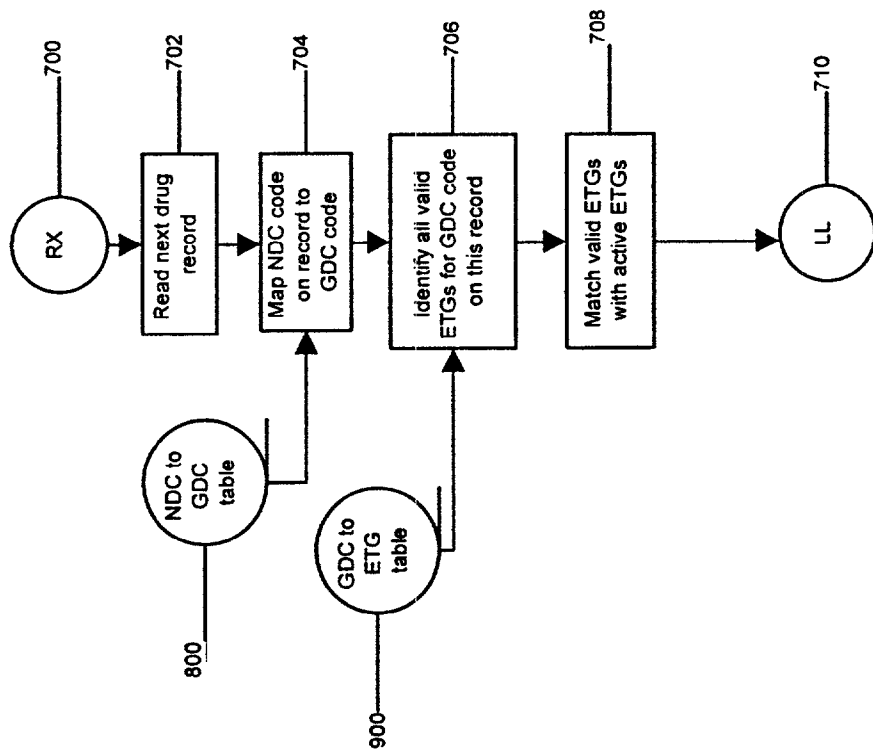 RX
700
Read next drug
record
702
NDC to
GDC
table
800
Map NDC code
on record to
GDC code
704
GDC to
ETG
table
900
Identify all valid
ETGs for GDC code
on this record
706
Match valid ETGs
with active ETGs
708
LL
710